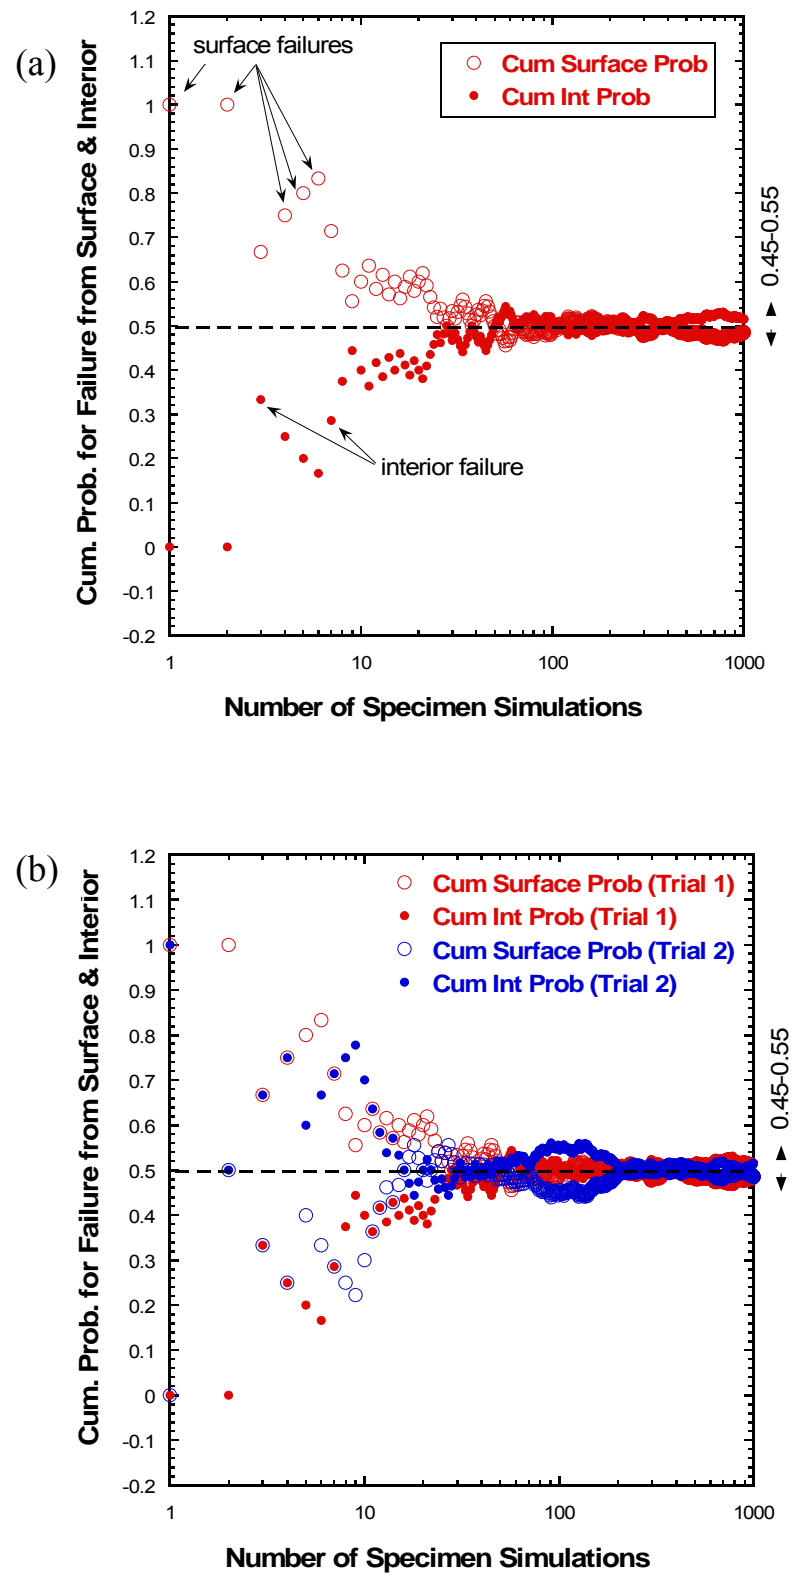 (a)
1.2
1.1
1
0.9
0.8
0.7
0.6
0.5
0.4
0.3
0.2
0.1
0
-0.1
-0.2
Cum. Prob. for Failure from Surface & Interior
surface failures
Cum Surface Prob
Cum Int Prob
interior failure
0.45-0.55
1 10 100 1000
Number of Specimen Simulations
(b)
1.2
1.1
1
0.9
0.8
0.7
0.6
0.5
0.4
0.3
0.2
0.1
0
-0.1
-0.2
Cum. Prob. for Failure from Surface & Interior
Cum Surface Prob (Trial 1)
Cum Int Prob (Trial 1)
Cum Surface Prob (Trial 2)
Cum Int Prob (Trial 2)
0.45-0.55
1 10 100 1000
Number of Specimen Simulations